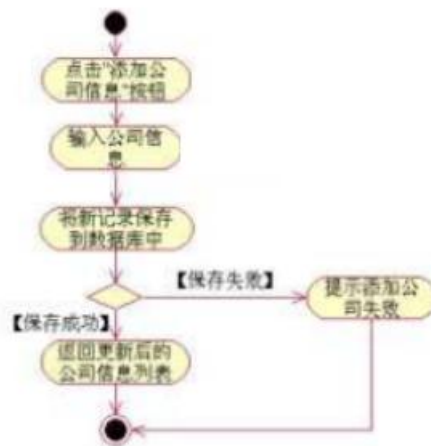 点击"添加公
司信息"按钮
输入公司信
息
将新记录保存
到数据库中
【保存失败】
提示添加公
司失败
【保存成功】
返回更新后的
公司信息列表